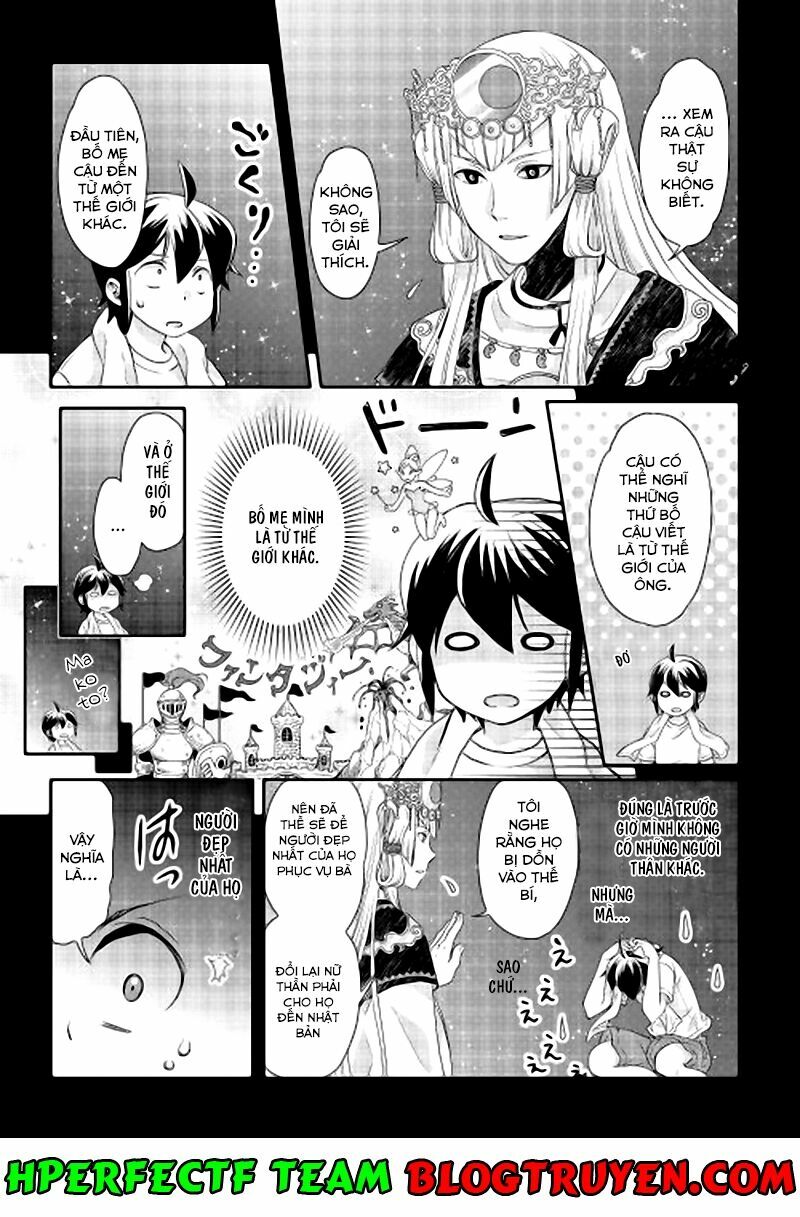 ... XEM
RA CẬU
THẬT
SỰ
KHÔNG
BIẾT.
KHÔNG
SAO,
TÔI SẼ
GIẢI
THÍCH.
ごくり...
ĐẦU TIÊN,
BỐ MẸ
CẬU ĐẾN
TỪ MỘT
THẾ GIỚI
KHÁC.
CẬU CÓ
THỂ NGHĨ
NHỮNG
THỨ BỐ
CẬU VIẾT
LÀ TỪ THẾ
GIỚI CỦA
ÔNG.
ĐƠ
ドーン
BỐ MẸ MÌNH
LÀ TỪ THẾ
GIỚI KHÁC.
ファンタジィー
VÀ Ở
THẾ
GIỚI ĐÓ
...
Ma
ko
to?
ĐÚNG LÀ TRƯỚC
GIỜ MÌNH KHÔNG
CÓ NHỮNG NGƯỜI
THÂN KHÁC.
NHƯNG
MÀ...
TÔI
NGHE
RẰNG HỌ
BỊ DỒN
VÀO THẾ
BÍ,
SAO
CHỨ...
えええええ
NÊN ĐÃ
THỀ SẼ ĐỂ
NGƯỜI ĐẸP
NHẤT CỦA HỌ
PHỤC VỤ BÀ
ĐỔI LẠI NỮ
THẦN PHẢI
CHO HỌ
ĐẾN NHẬT
BẢN
NGƯỜI
ĐẸP
NHẤT
CỦA HỌ
はっ
VẬY
NGHĨA
LÀ...
HPERFECTF TEAM BLOGTRUYEN.COM